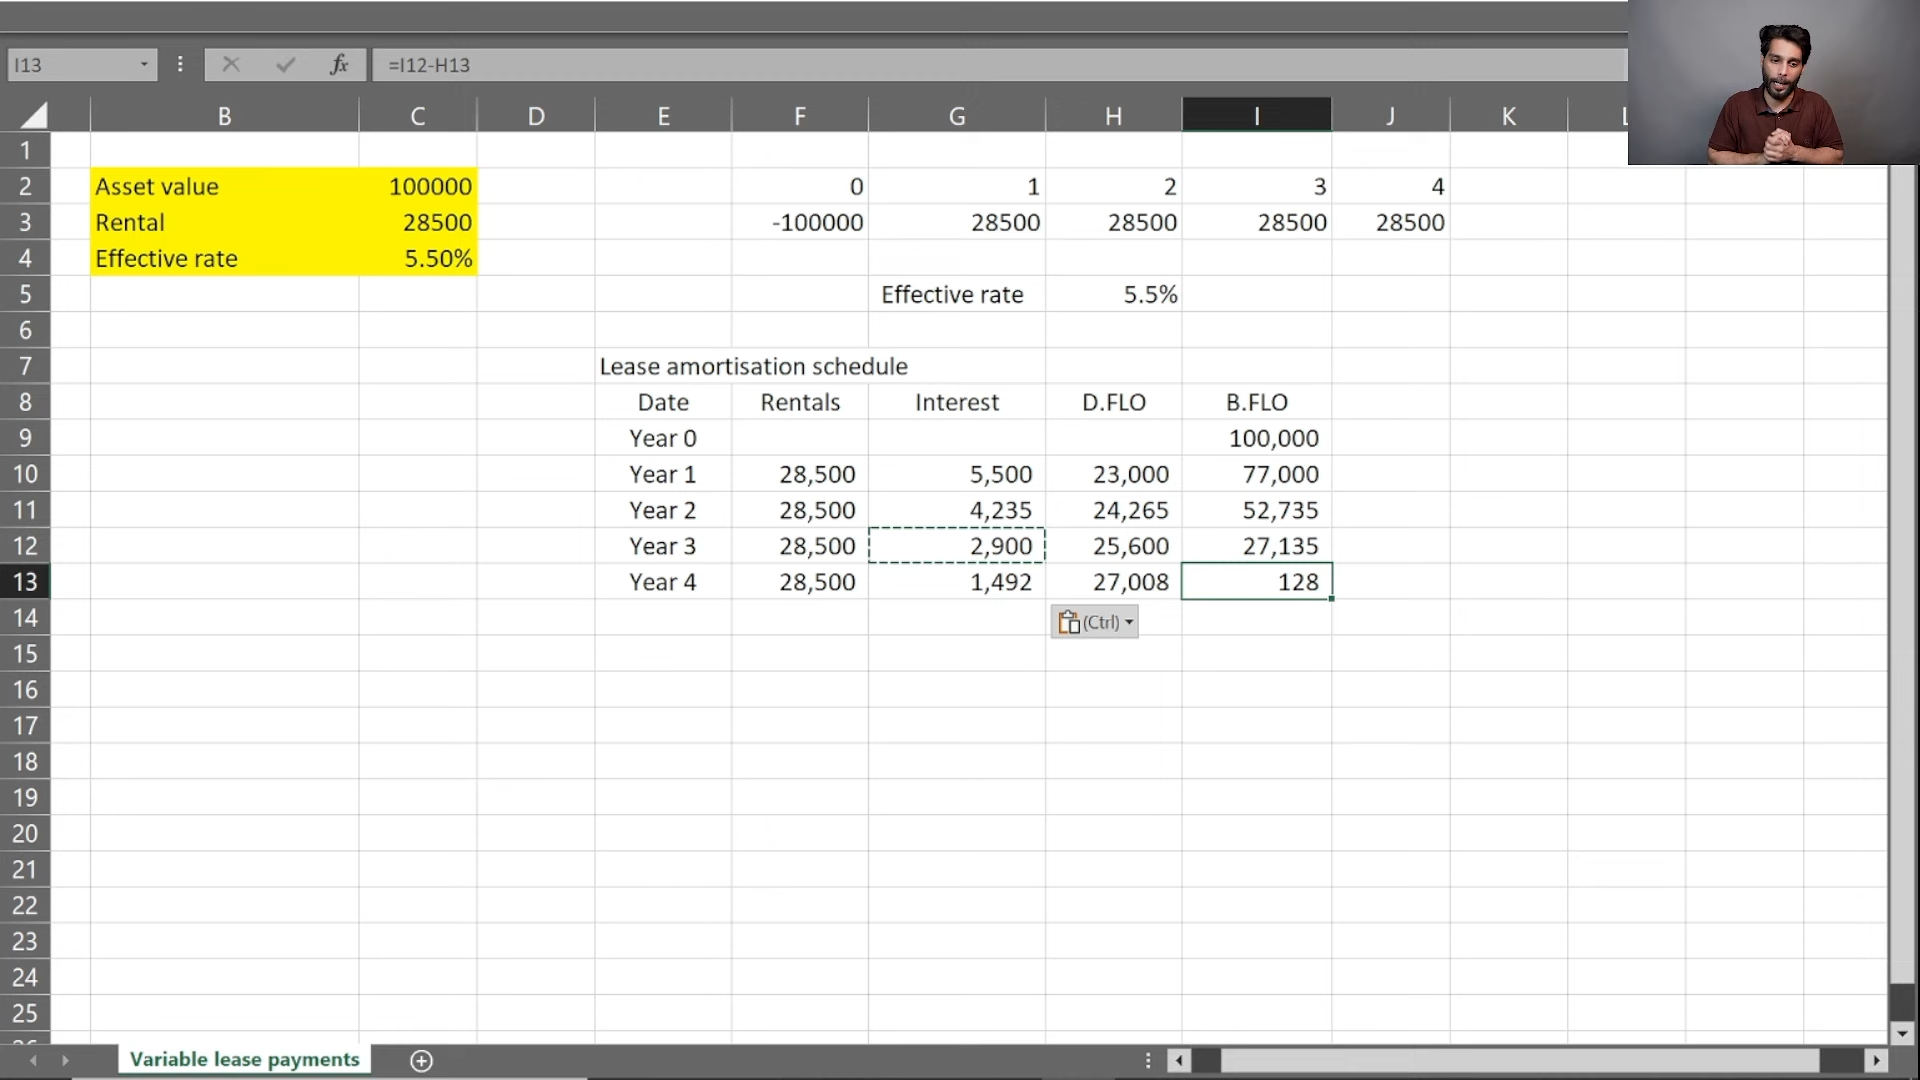 I13 fx =I12-H13
B C D E F G H I J K L
1
2 Asset value 100000 0 1 2 3 4
3 Rental 28500 -100000 28500 28500 28500 28500
4 Effective rate 5.50%
5 Effective rate 5.5%
6
7 Lease amortisation schedule
8 Date Rentals Interest D.FLO B.FLO
9 Year 0 100,000
10 Year 1 28,500 5,500 23,000 77,000
11 Year 2 28,500 4,235 24,265 52,735
12 Year 3 28,500 2,900 25,600 27,135
13 Year 4 28,500 1,492 27,008 128
14 (Ctrl)
15
16
17
18
19
20
21
22
23
24
25
Variable lease payments